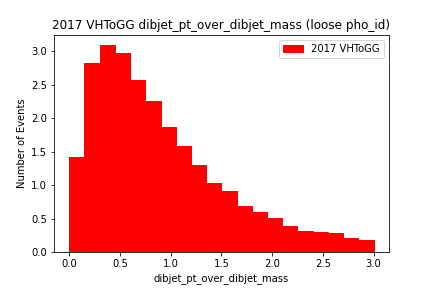 2017 VHToGG dibjet_pt_over_dibjet_mass (loose pho_id)
2017 VHToGG
Number of Events
3.0
2.5
2.0
1.5
1.0
0.5
0.0
0.0 0.5 1.0 1.5 2.0 2.5 3.0
dibjet_pt_over_dibjet_mass